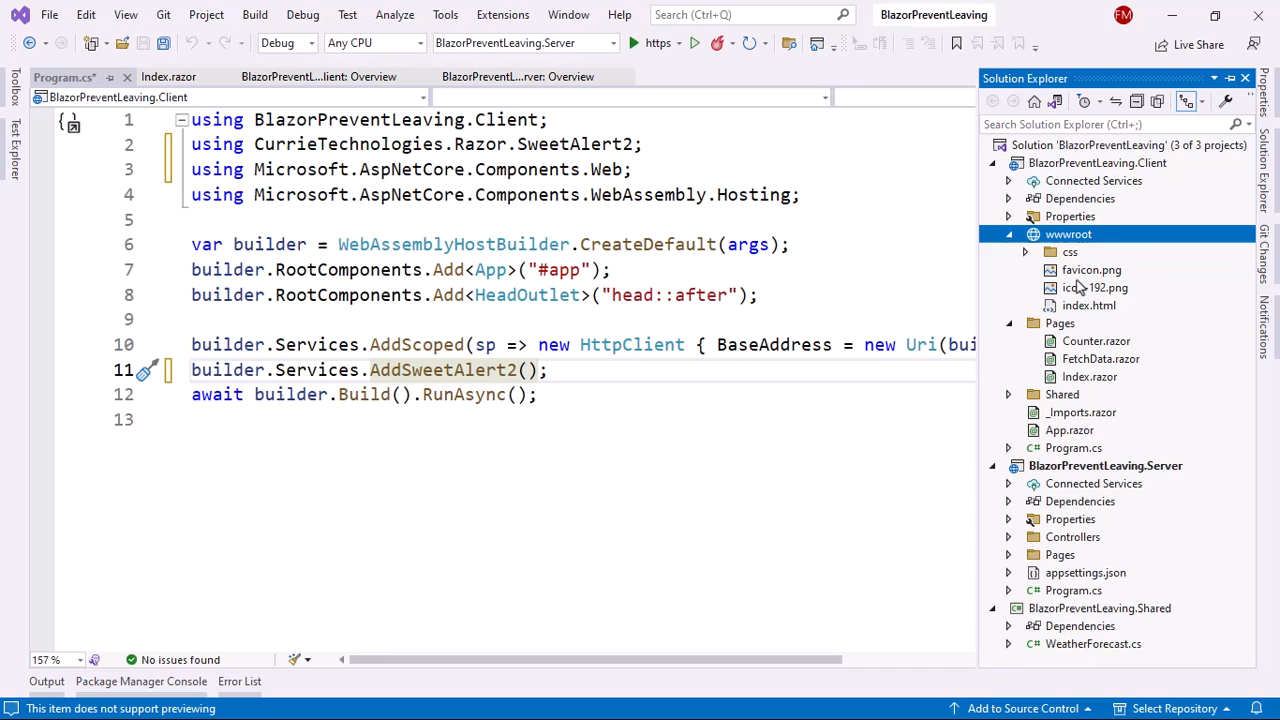 File Edit View Git Project Build Debug Test Analyze Tools Extensions Window Help Search (Ctrl+Q) BlazorPreventLeaving FM
Debug Any CPU BlazorPreventLeaving.Server https Live Share
Program.cs* Index.razor BlazorPreventL...lient: Overview BlazorPreventL...rver: Overview
BlazorPreventLeaving.Client
Toolbox
Test Explorer
1 using BlazorPreventLeaving.Client;
2 using CurrieTechnologies.Razor.SweetAlert2;
3 using Microsoft.AspNetCore.Components.Web;
4 using Microsoft.AspNetCore.Components.WebAssembly.Hosting;
5
6 var builder = WebAssemblyHostBuilder.CreateDefault(args);
7 builder.RootComponents.Add<App>("#app");
8 builder.RootComponents.Add<HeadOutlet>("head::after");
9
10 builder.Services.AddScoped(sp => new HttpClient { BaseAddress = new Uri(bui
11 builder.Services.AddSweetAlert2();
12 await builder.Build().RunAsync();
13
157 % No issues found
Solution Explorer
Search Solution Explorer (Ctrl+;)
Solution 'BlazorPreventLeaving' (3 of 3 projects)
BlazorPreventLeaving.Client
Connected Services
Dependencies
Properties
wwwroot
css
favicon.png
192.png
index.html
Pages
Counter.razor
FetchData.razor
Index.razor
Shared
_Imports.razor
App.razor
C# Program.cs
BlazorPreventLeaving.Server
Connected Services
Dependencies
Properties
Controllers
Pages
appsettings.json
C# Program.cs
BlazorPreventLeaving.Shared
Dependencies
C# WeatherForecast.cs
Properties
Solution Explorer
Git Changes
Notifications
Output Package Manager Console Error List
This item does not support previewing Add to Source Control Select Repository